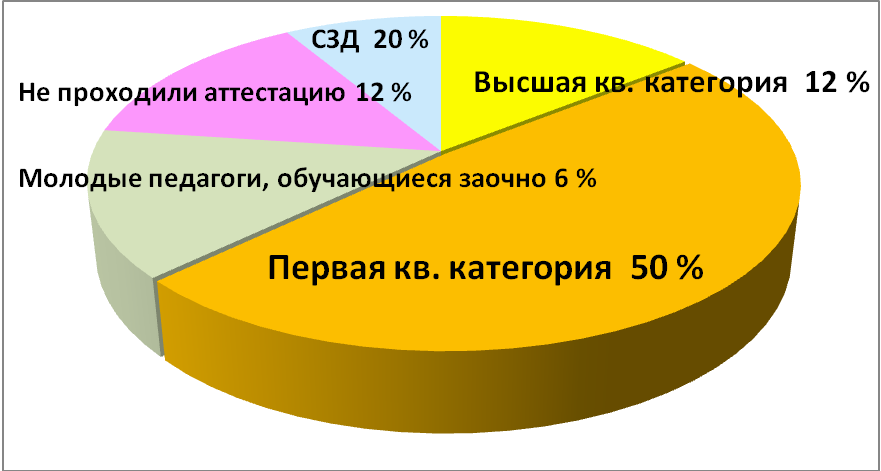 СЗД 20 %
Высшая кв. категория 12 %
Не проходили аттестацию 12 %
Молодые педагоги, обучающиеся заочно 6 %
Первая кв. категория 50 %